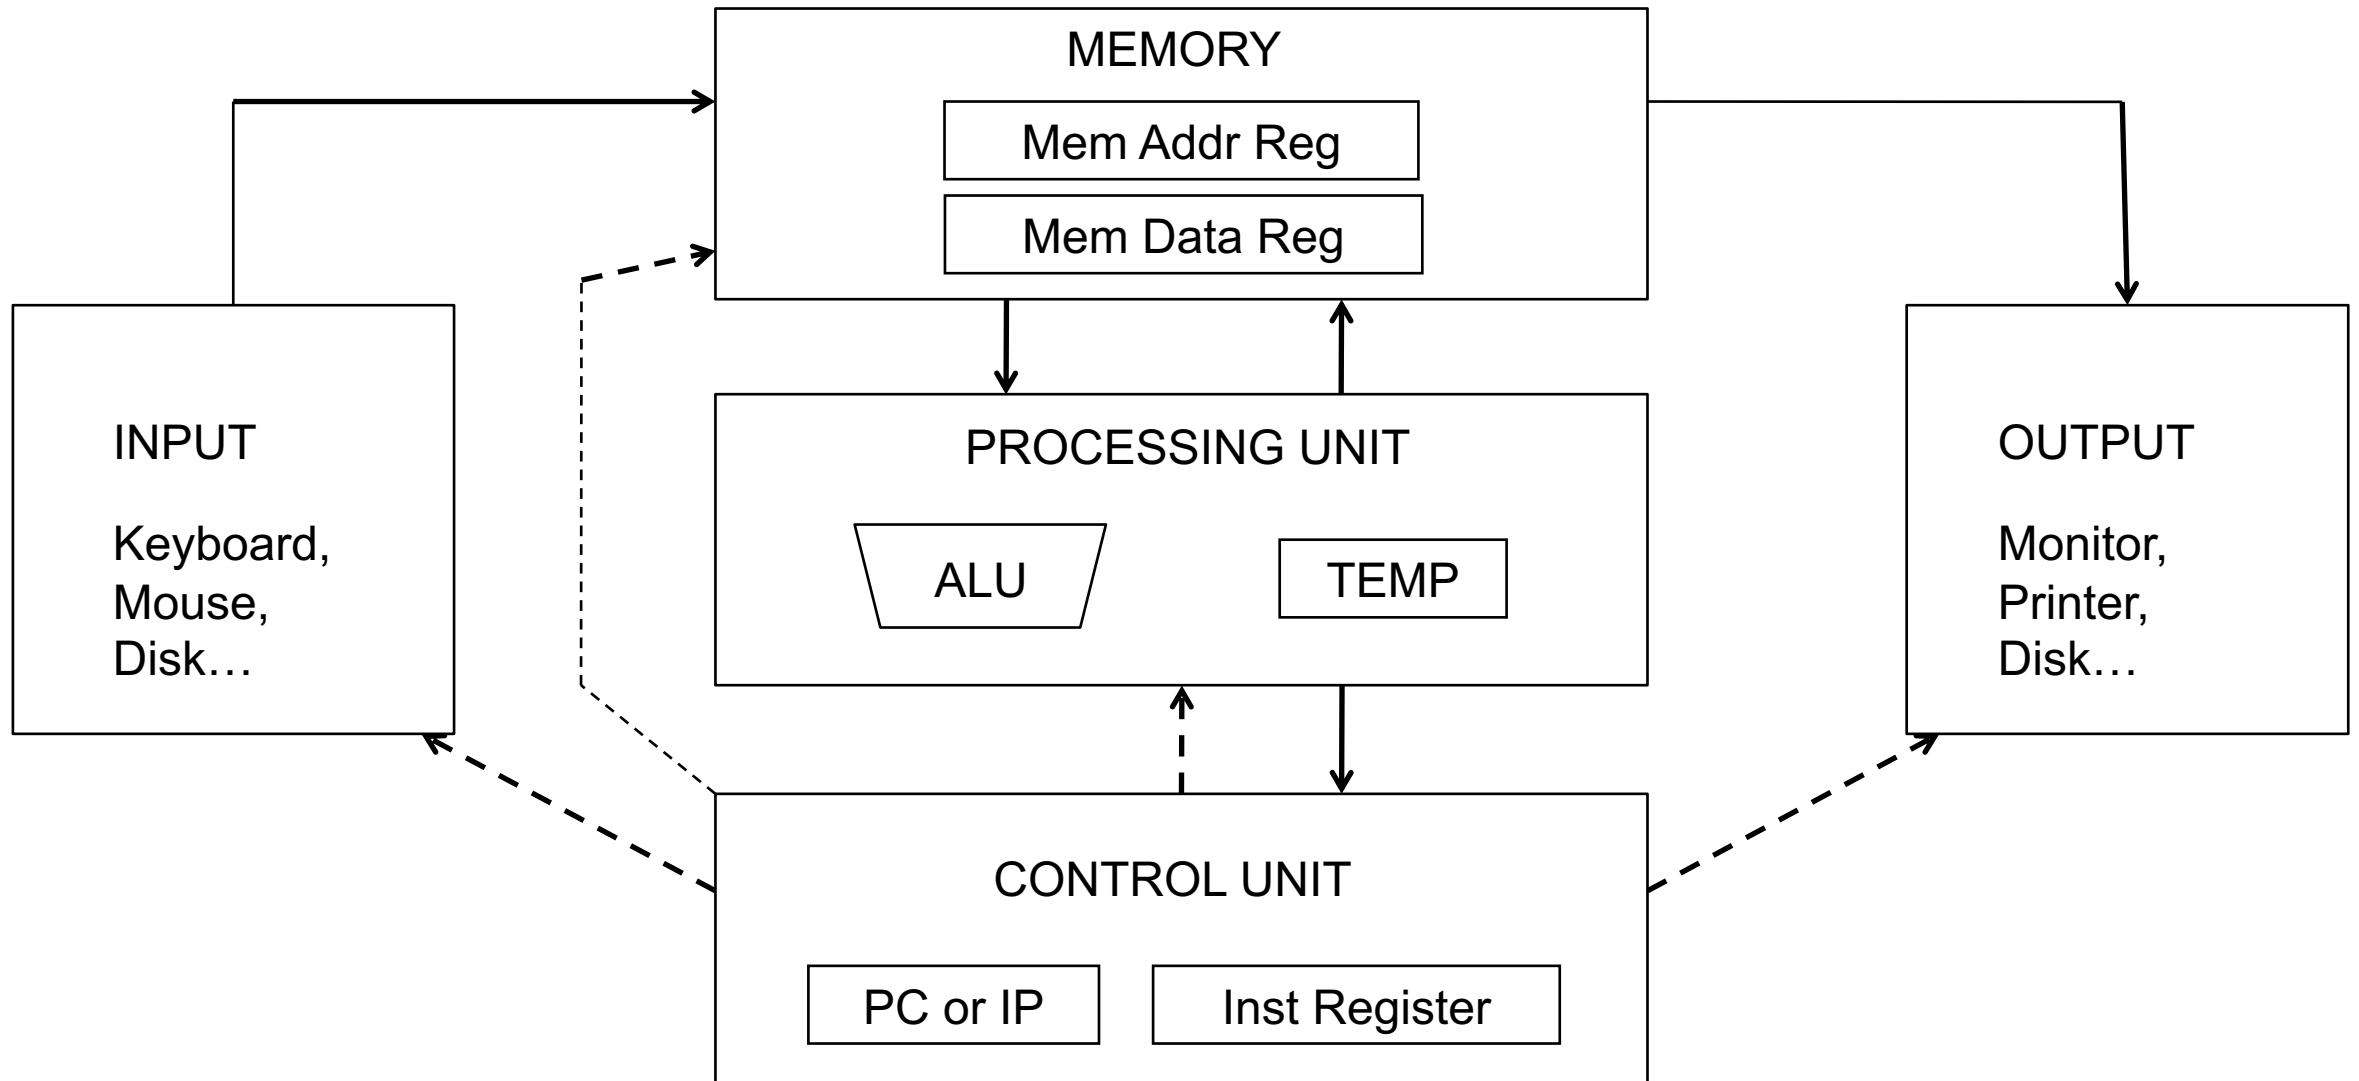 MEMORY
Mem Addr Reg
Mem Data Reg
INPUT
Keyboard,
Mouse,
Disk…
PROCESSING UNIT
ALU
TEMP
OUTPUT
Monitor,
Printer,
Disk…
CONTROL UNIT
PC or IP
Inst Register